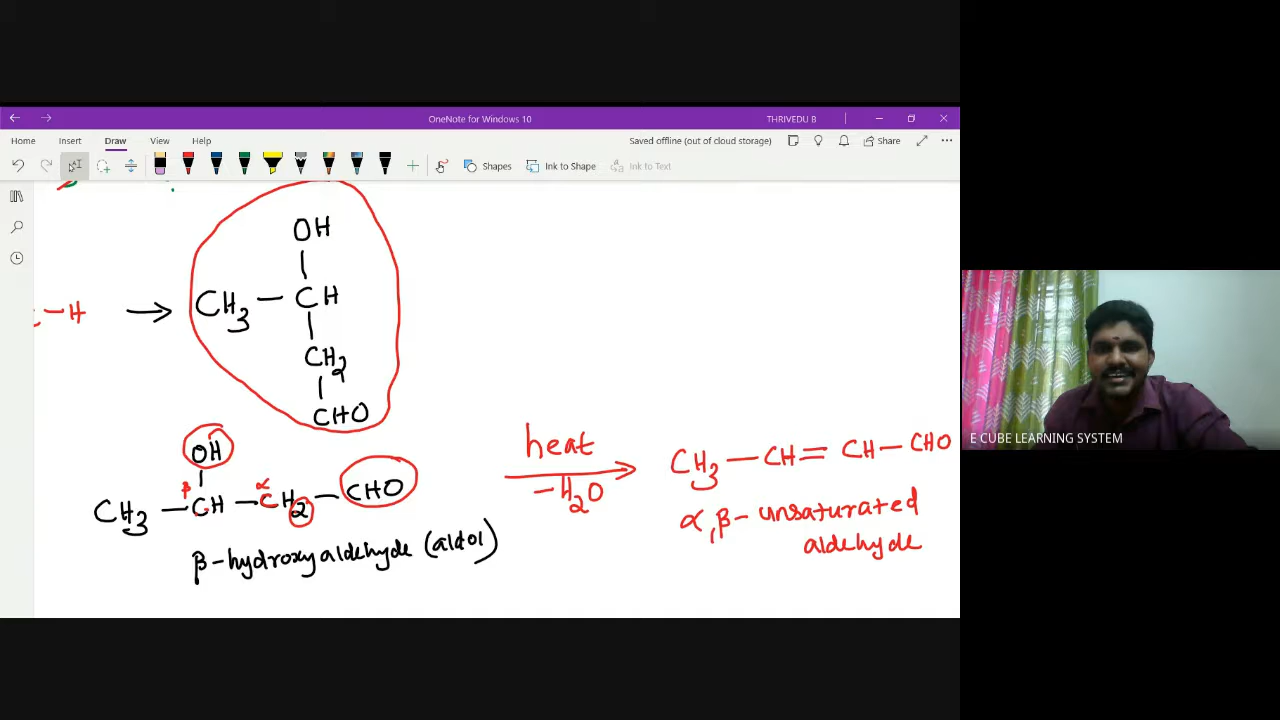 OneNote for Windows 10
THRIVEDU B
Home Insert Draw View Help
Saved offline (out of cloud storage)
Share
Shapes
Ink to Shape
Ink to Text
OH
CH3 — CH
CH2
CHO
— H →
OH
β α
CH3 — CH — CH2 — CHO
β-hydroxy aldehyde (aldol)
heat
-H2O
CH3 — CH = CH — CHO
α,β- unsaturated
aldehyde
E CUBE LEARNING SYSTEM